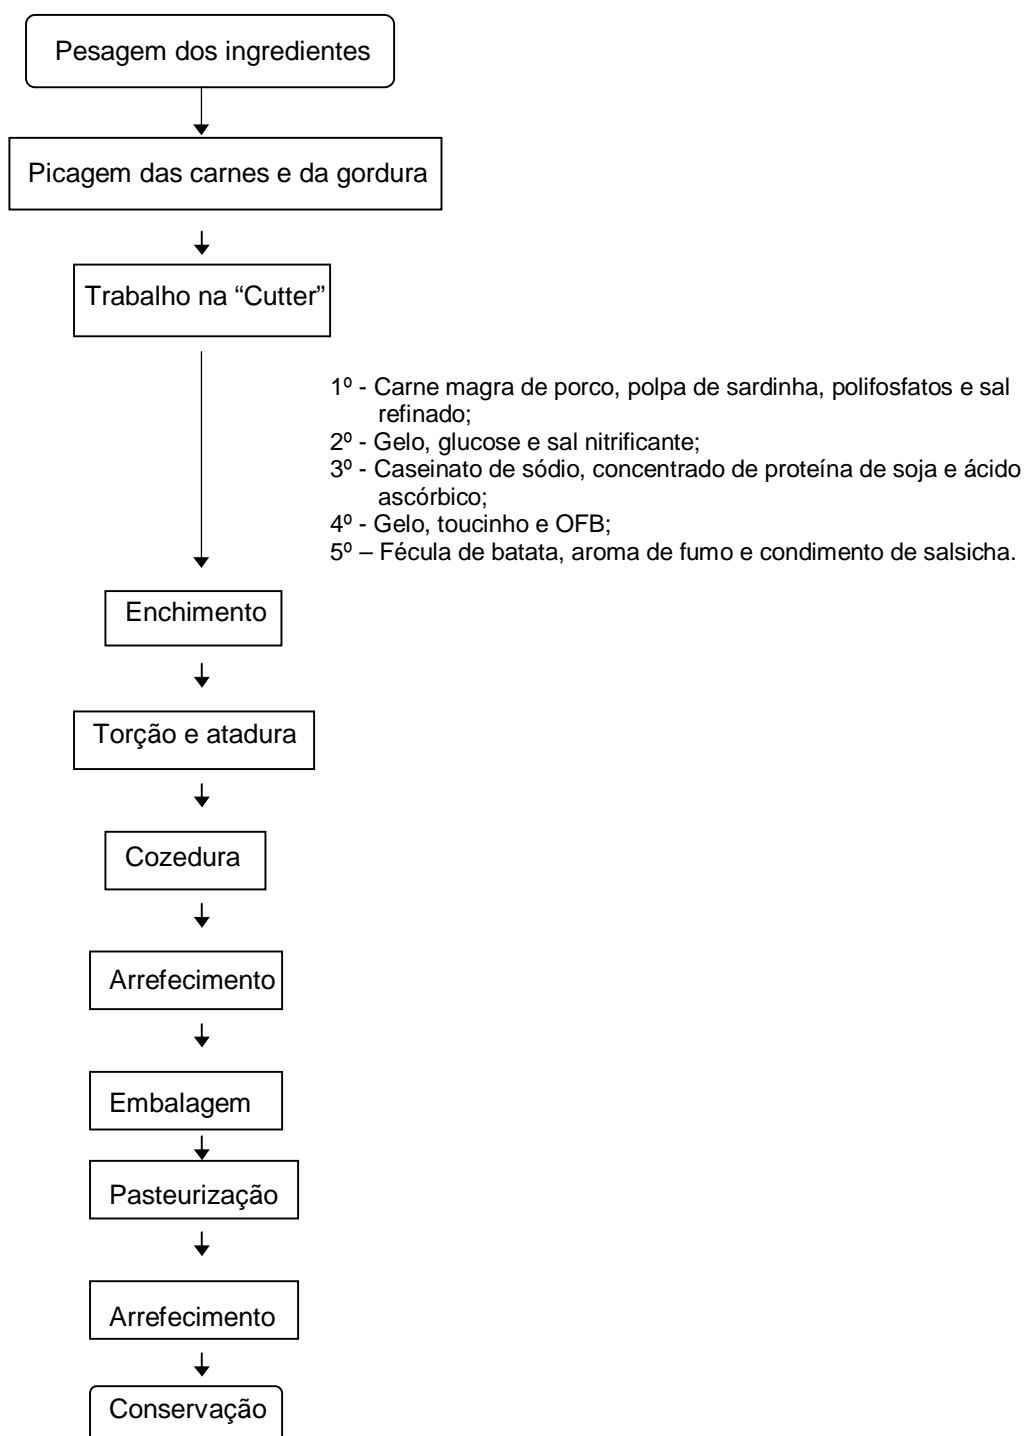 Pesagem dos ingredientes
Picagem das carnes e da gordura
Trabalho na “Cutter”
1º - Carne magra de porco, polpa de sardinha, polifosfatos e sal
refinado;
2º - Gelo, glucose e sal nitrificante;
3º - Caseinato de sódio, concentrado de proteína de soja e ácido
ascórbico;
4º - Gelo, toucinho e OFB;
5º – Fécula de batata, aroma de fumo e condimento de salsicha.
Enchimento
Torção e atadura
Cozedura
Arrefecimento
Embalagem
Pasteurização
Arrefecimento
Conservação